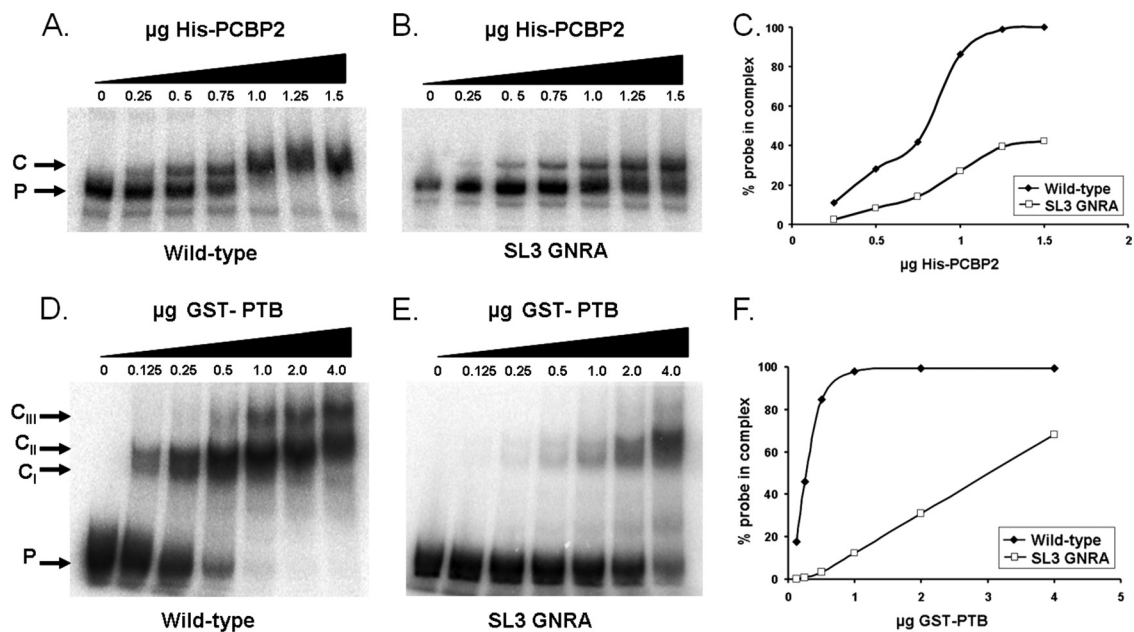 A.
µg His-PCBP2
0 0.25 0. 5 0.75 1.0 1.25 1.5
C
P
Wild-type
B.
µg His-PCBP2
0 0.25 0. 5 0.75 1.0 1.25 1.5
SL3 GNRA
C.
% probe in complex
100
80
60
40
20
0
0 0.5 1 1.5 2
Wild-type
SL3 GNRA
µg His-PCBP2
D.
µg GST- PTB
0 0.125 0.25 0.5 1.0 2.0 4.0
CIII
CII
CI
P
Wild-type
E.
µg GST- PTB
0 0.125 0.25 0.5 1.0 2.0 4.0
SL3 GNRA
F.
% probe in complex
100
80
60
40
20
0
0 1 2 3 4 5
Wild-type
SL3 GNRA
µg GST-PTB